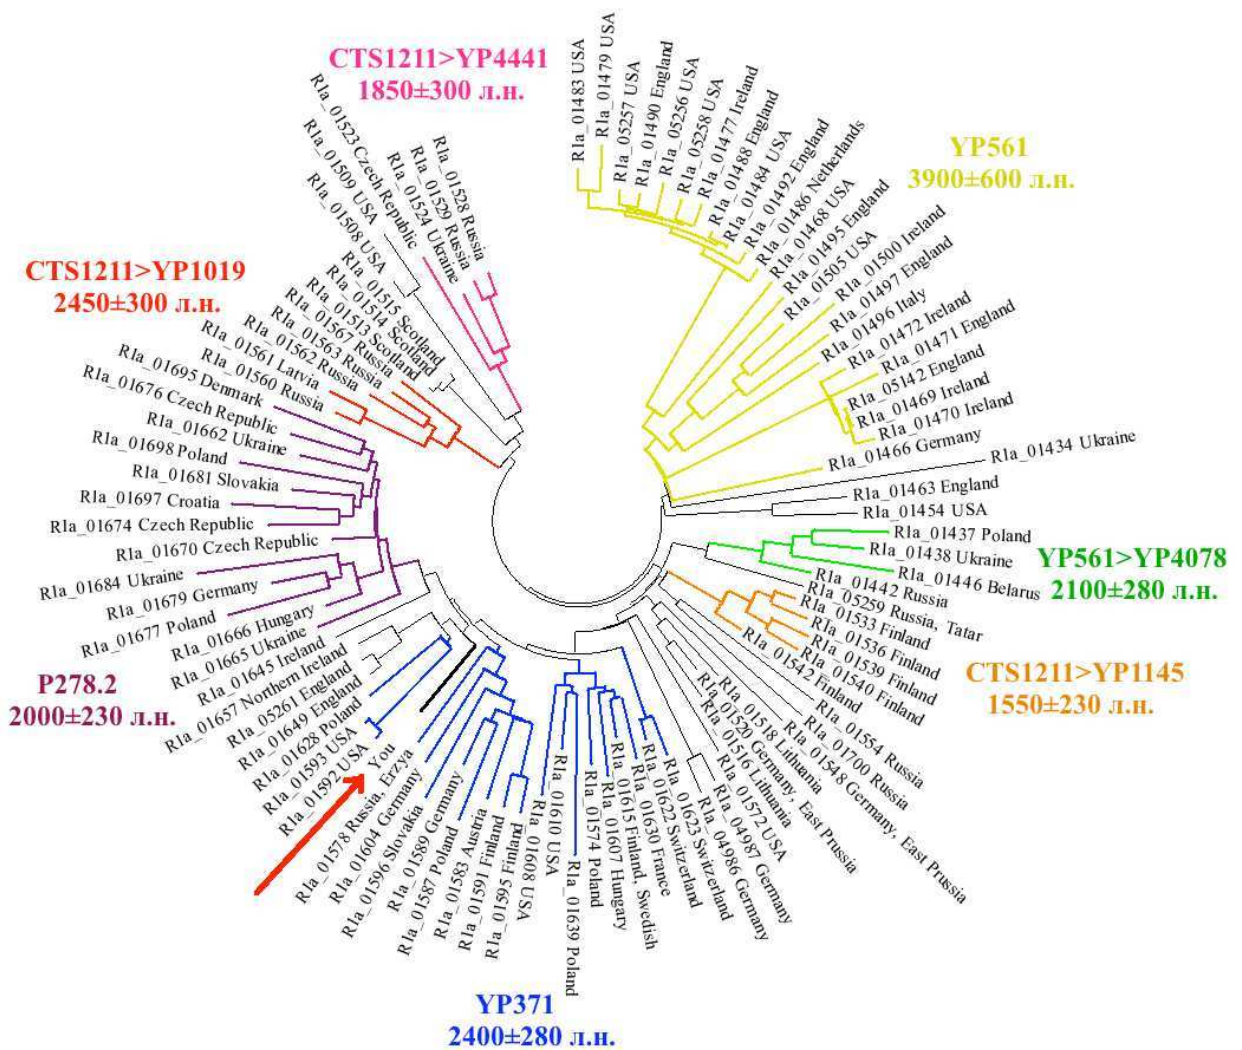 CTS1211>YP4441
1850±300 л.н.
YP561
3900±600 л.н.
CTS1211>YP1019
2450±300 л.н.
YP561>YP4078
2100±280 л.н.
CTS1211>YP1145
1550±230 л.н.
P278.2
2000±230 л.н.
YP371
2400±280 л.н.
R1a_01483 USA
R1a_01479 USA
R1a_05257 USA
R1a_01490 England
R1a_05256 USA
R1a_05258 USA
R1a_01477 Ireland
R1a_01488 England
R1a_01484 USA
R1a_01492 England
R1a_01486 Netherlands
R1a_01468 USA
R1a_01495 England
R1a_01505 USA
R1a_01500 Ireland
R1a_01497 England
R1a_01496 Italy
R1a_01472 Ireland
R1a_01471 England
R1a_05142 England
R1a_01469 Ireland
R1a_01470 Ireland
R1a_01466 Germany
R1a_01434 Ukraine
R1a_01463 England
R1a_01454 USA
R1a_01437 Poland
R1a_01438 Ukraine
R1a_01446 Belarus
R1a_01442 Russia
R1a_05259 Russia, Tatar
R1a_01533 Finland
R1a_01536 Finland
R1a_01539 Finland
R1a_01540 Finland
R1a_01542 Finland
R1a_01554 Russia
R1a_01700 Russia
R1a_01548 Germany, East Prussia
R1a_01518 Lithuania
R1a_01520 Germany, East Prussia
R1a_01516 Lithuania
R1a_01572 USA
R1a_04987 Germany
R1a_04986 Germany
R1a_01623 Switzerland
R1a_01622 Switzerland
R1a_01630 France
R1a_01615 Finland, Swedish
R1a_01607 Hungary
R1a_01574 Poland
R1a_01639 Poland
R1a_01610 USA
R1a_01608 USA
R1a_01595 Finland
R1a_01591 Finland
R1a_01583 Austria
R1a_01587 Poland
R1a_01589 Germany
R1a_01596 Slovakia
R1a_01604 Germany
R1a_01578 Russia, Erzya
You
R1a_01592 USA
R1a_01593 USA
R1a_01628 Poland
R1a_01649 England
R1a_05261 England
R1a_01657 Northern Ireland
R1a_01645 Ireland
R1a_01665 Ukraine
R1a_01666 Hungary
R1a_01677 Poland
R1a_01679 Germany
R1a_01684 Ukraine
R1a_01670 Czech Republic
R1a_01674 Czech Republic
R1a_01697 Croatia
R1a_01681 Slovakia
R1a_01698 Poland
R1a_01662 Ukraine
R1a_01676 Czech Republic
R1a_01695 Denmark
R1a_01560 Russia
R1a_01561 Latvia
R1a_01562 Russia
R1a_01563 Russia
R1a_01567 Russia
R1a_01513 Scotland
R1a_01514 Scotland
R1a_01515 Scotland
R1a_01508 USA
R1a_01509 USA
R1a_01523 Czech Republic
R1a_01524 Ukraine
R1a_01529 Russia
R1a_01528 Russia